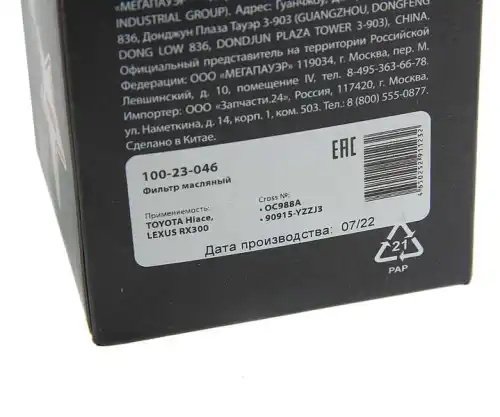 "МЕГАПАУЭР
INDUSTRIAL GROUP). Адрес: Гуанчжоу,
836, Донджун Плаза Тауэр 3-903 (GUANGZHOU, DONGFENG
DONG LOW 836, DONDJUN PLAZA TOWER 3-903), CHINA.
Официальный представитель на территории Российской
Федерации: ООО «МЕГАПАУЭР» 119034, г. Москва, пер. М.
Левшинский, д. 10, помещение IV, тел. 8-495-363-66-78.
Импортер: ООО «Запчасти.24», Россия, 117420, г. Москва,
ул. Наметкина, д. 14, корп. 1, ком. 503. Тел.: 8 (800) 555-0877.
Сделано в Китае.
100-23-046
Фильтр масляный
Применяемость:
TOYOTA Hiace,
LEXUS RX300
Cross №:
• OC988A
• 90915-YZZJ3
ЕАС
Дата производства: 07/22
21
PAP